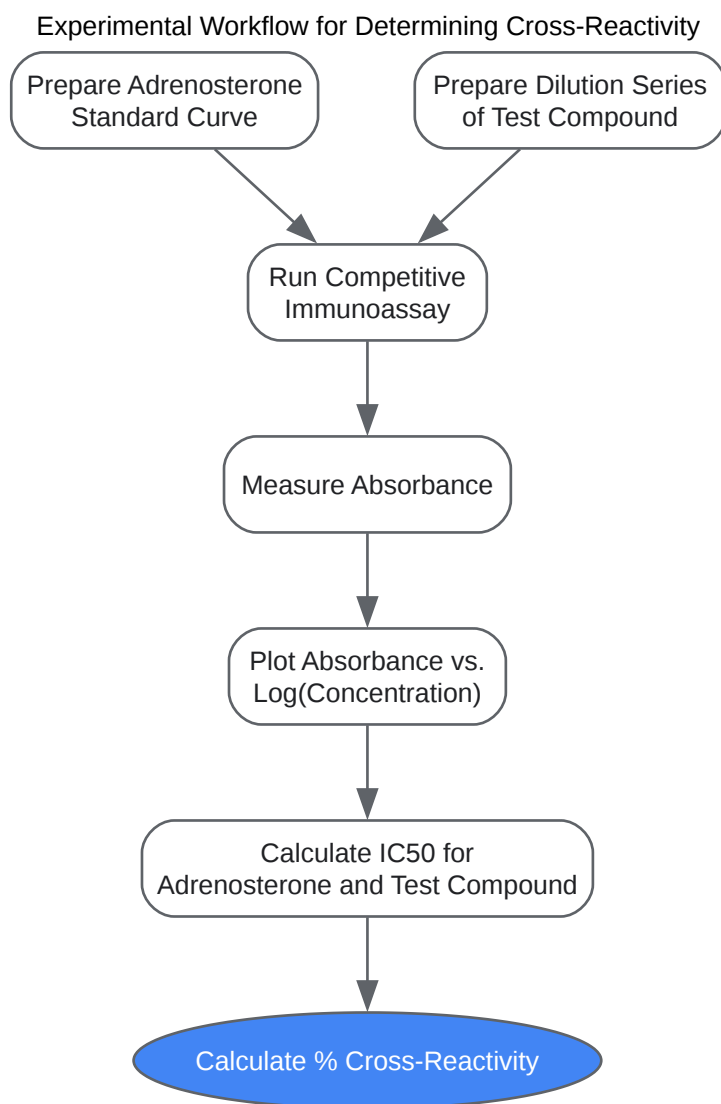 Experimental Workflow for Determining Cross-Reactivity
Prepare Adrenosterone
Standard Curve
Prepare Dilution Series
of Test Compound
Run Competitive
Immunoassay
Measure Absorbance
Plot Absorbance vs.
Log(Concentration)
Calculate IC50 for
Adrenosterone and Test Compound
Calculate % Cross-Reactivity